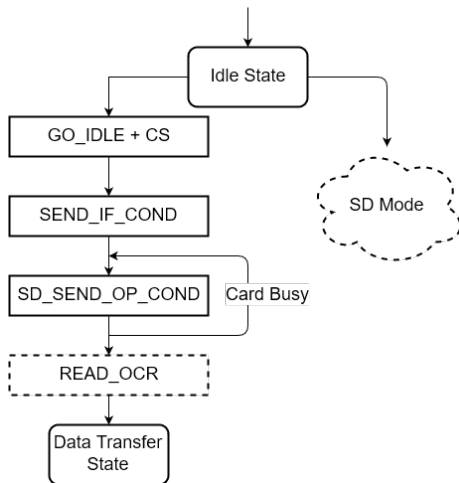 Idle State
GO_IDLE + CS
SEND_IF_COND
SD Mode
SD_SEND_OP_COND
Card Busy
READ_OCR
Data Transfer
State